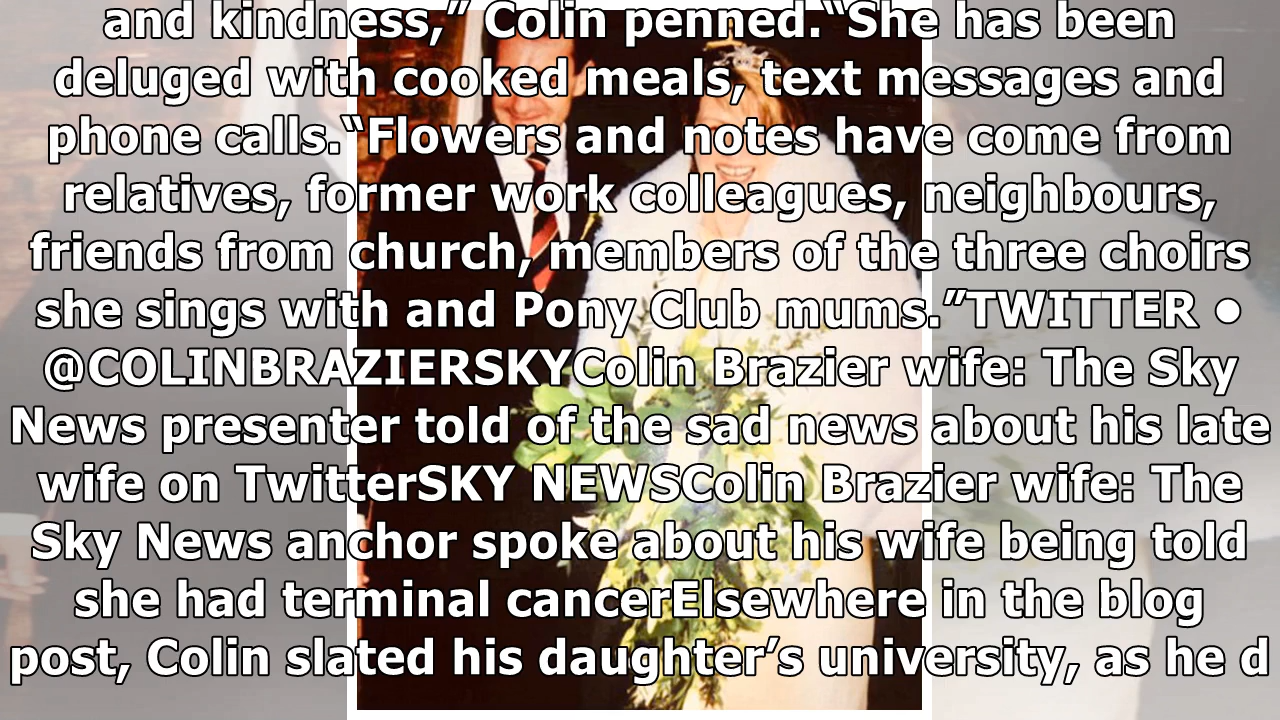 and kindness,” Colin penned.“She has been
deluged with cooked meals, text messages and
phone calls.“Flowers and notes have come from
relatives, former work colleagues, neighbours,
friends from church, members of the three choirs
she sings with and Pony Club mums.”TWITTER •
@COLINBRAZIERSKYColin Brazier wife: The Sky
News presenter told of the sad news about his late
wife on TwitterSKY NEWSColin Brazier wife: The
Sky News anchor spoke about his wife being told
she had terminal cancerElsewhere in the blog
post, Colin slated his daughter’s university, as he d